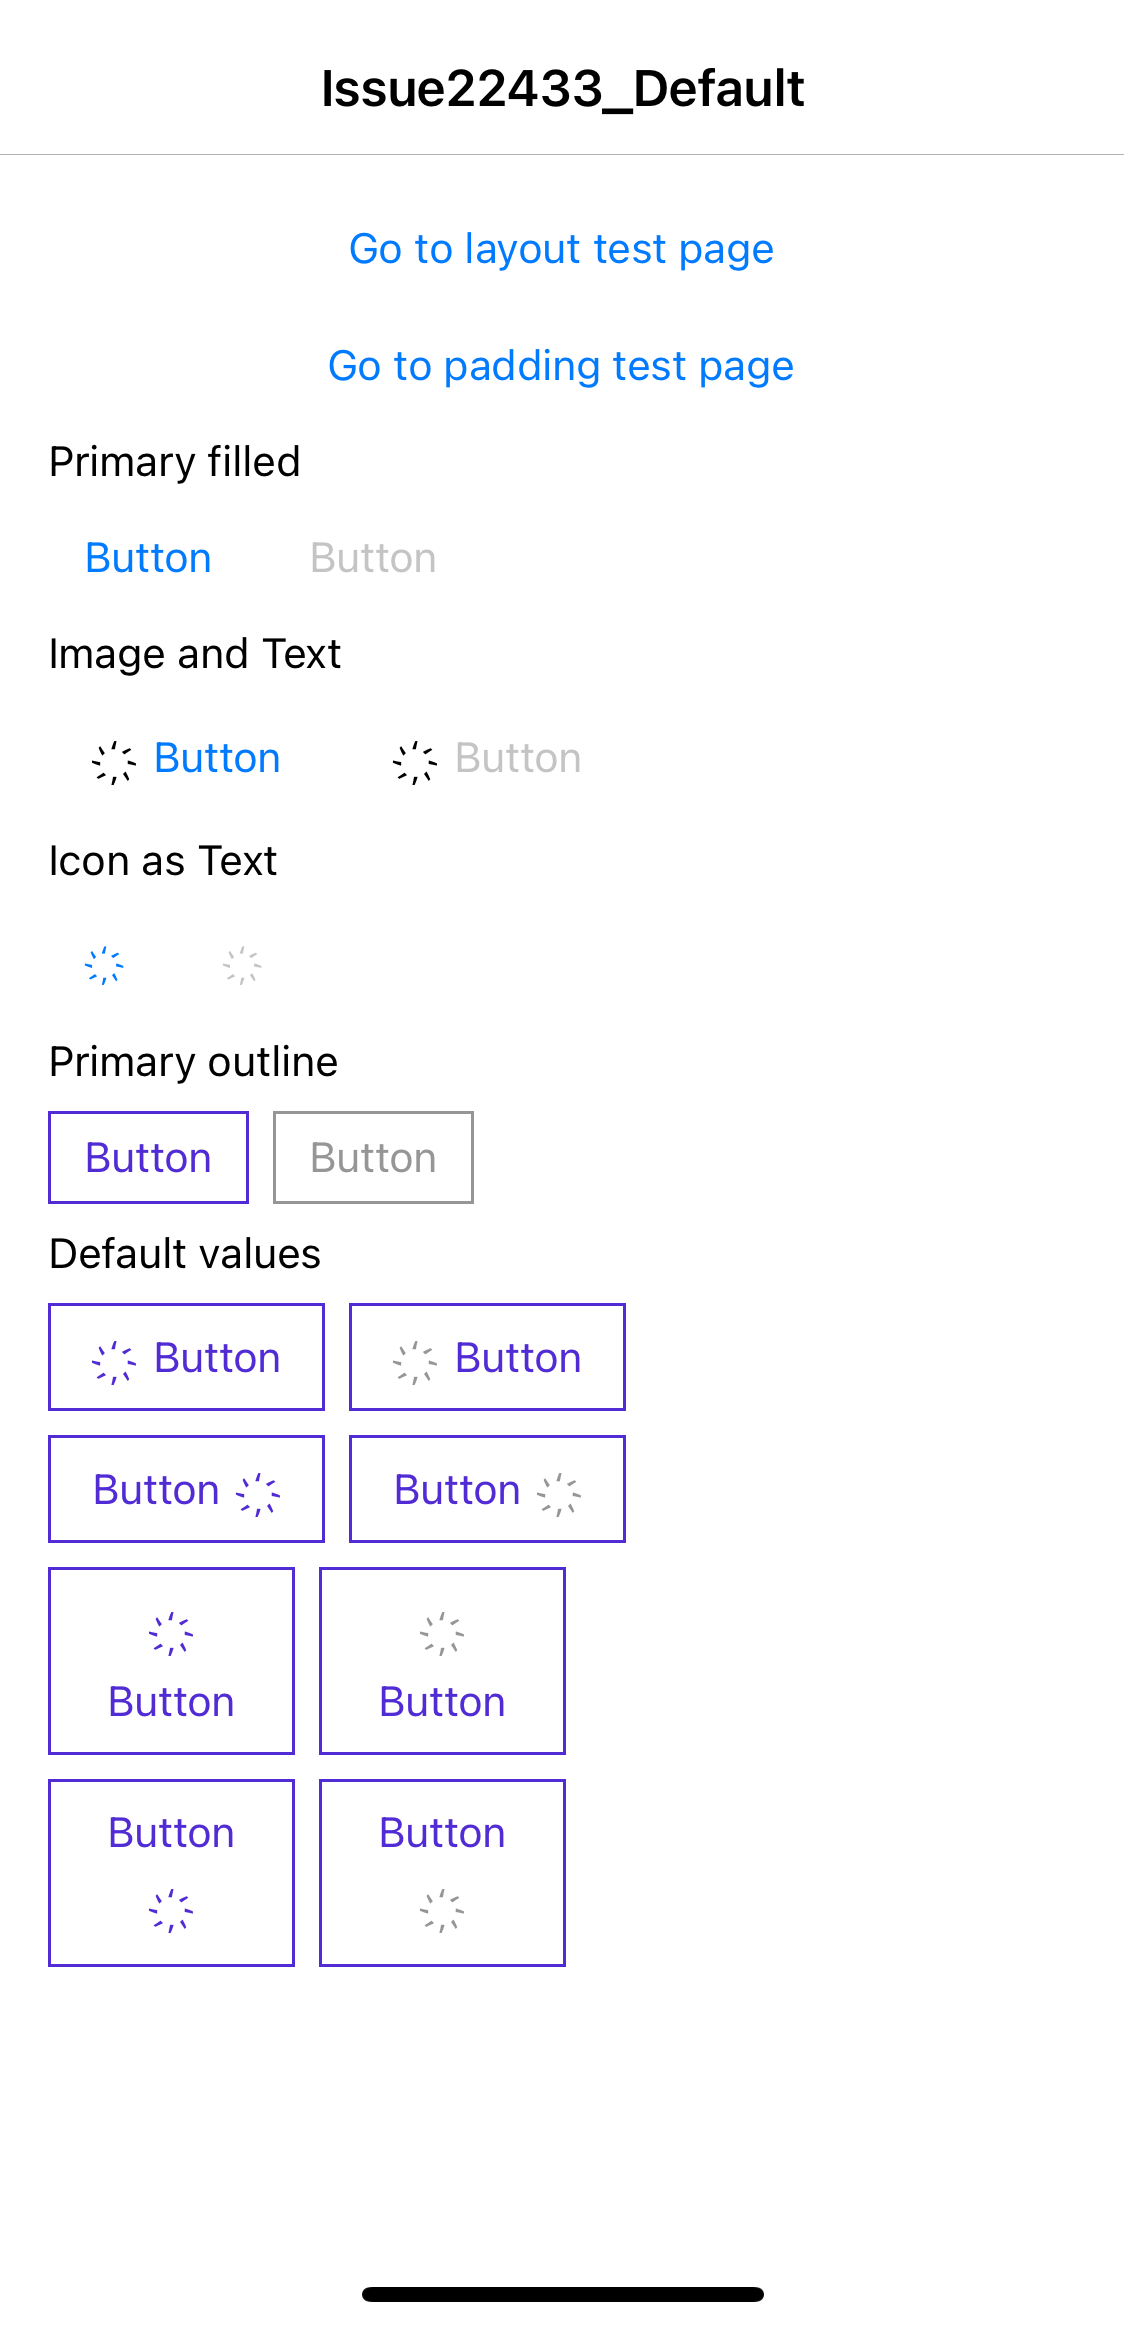 Issue22433_Default
Go to layout test page
Go to padding test page
Primary filled
Button Button
Image and Text
Button Button
Icon as Text
Primary outline
Button Button
Default values
Button Button
Button Button
Button Button
Button Button